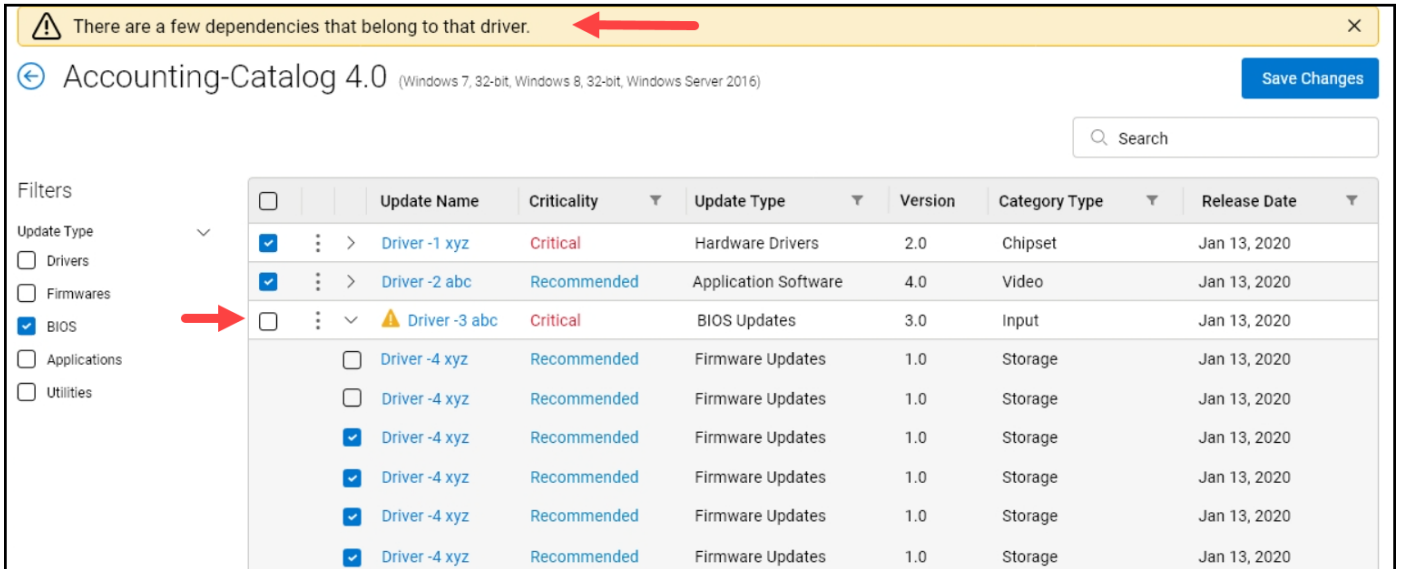 There are a few dependencies that belong to that driver.
Accounting-Catalog 4.0 (Windows 7, 32-bit, Windows 8, 32-bit, Windows Server 2016)
Save Changes
Search
Filters
Update Type
Drivers
Firmwares
BIOS
Applications
Utilities
Update Name Criticality Update Type Version Category Type Release Date
Driver -1 xyz Critical Hardware Drivers 2.0 Chipset Jan 13, 2020
Driver -2 abc Recommended Application Software 4.0 Video Jan 13, 2020
Driver -3 abc Critical BIOS Updates 3.0 Input Jan 13, 2020
Driver -4 xyz Recommended Firmware Updates 1.0 Storage Jan 13, 2020
Driver -4 xyz Recommended Firmware Updates 1.0 Storage Jan 13, 2020
Driver -4 xyz Recommended Firmware Updates 1.0 Storage Jan 13, 2020
Driver -4 xyz Recommended Firmware Updates 1.0 Storage Jan 13, 2020
Driver -4 xyz Recommended Firmware Updates 1.0 Storage Jan 13, 2020
Driver -4 xyz Recommended Firmware Updates 1.0 Storage Jan 13, 2020